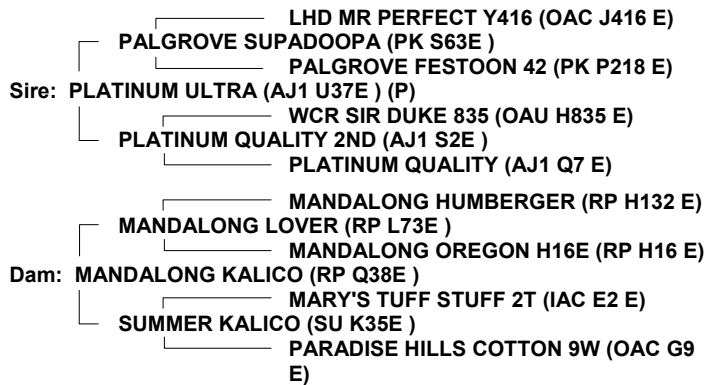 LHD MR PERFECT Y416 (OAC J416 E)
PALGROVE SUPADOOPA (PK S63E )
PALGROVE FESTOON 42 (PK P218 E)
Sire: PLATINUM ULTRA (AJ1 U37E ) (P)
WCR SIR DUKE 835 (OAU H835 E)
PLATINUM QUALITY 2ND (AJ1 S2E )
PLATINUM QUALITY (AJ1 Q7 E)
MANDALONG HUMBERGER (RP H132 E)
MANDALONG LOVER (RP L73E )
MANDALONG OREGON H16E (RP H16 E)
Dam: MANDALONG KALICO (RP Q38E )
MARY'S TUFF STUFF 2T (IAC E2 E)
SUMMER KALICO (SU K35E )
PARADISE HILLS COTTON 9W (OAC G9
E)